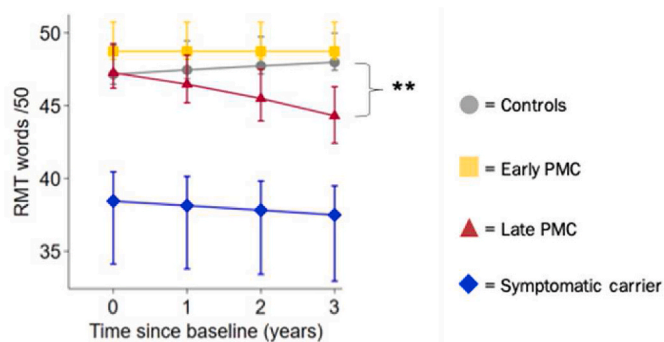 50
45
40
35
RMT words /50
0 1 2 3
Time since baseline (years)
**
= Controls
= Early PMC
= Late PMC
= Symptomatic carrier